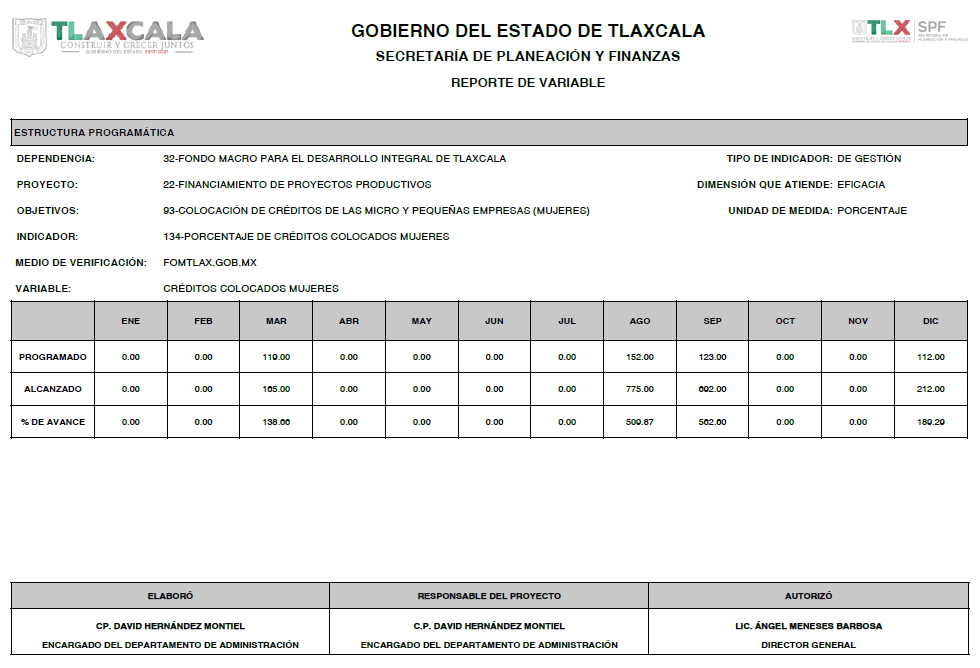 TLAXCALA
CONSTRUIR Y CRECER JUNTOS
GOBIERNO DEL ESTADO 2017-2021
GOBIERNO DEL ESTADO DE TLAXCALA
SECRETARÍA DE PLANEACIÓN Y FINANZAS
REPORTE DE VARIABLE
TLX
SPF
ESTRUCTURA PROGRAMÁTICA
DEPENDENCIA: 32-FONDO MACRO PARA EL DESARROLLO INTEGRAL DE TLAXCALA TIPO DE INDICADOR: DE GESTIÓN
PROYECTO: 22-FINANCIAMIENTO DE PROYECTOS PRODUCTIVOS DIMENSIÓN QUE ATIENDE: EFICACIA
OBJETIVOS: 93-COLOCACIÓN DE CRÉDITOS DE LAS MICRO Y PEQUEÑAS EMPRESAS (MUJERES) UNIDAD DE MEDIDA: PORCENTAJE
INDICADOR: 134-PORCENTAJE DE CRÉDITOS COLOCADOS MUJERES
MEDIO DE VERIFICACIÓN: FOMTLAX.GOB.MX
VARIABLE: CRÉDITOS COLOCADOS MUJERES
ENE FEB MAR ABR MAY JUN JUL AGO SEP OCT NOV DIC
PROGRAMADO 0.00 0.00 119.00 0.00 0.00 0.00 0.00 152.00 123.00 0.00 0.00 112.00
ALCANZADO 0.00 0.00 165.00 0.00 0.00 0.00 0.00 775.00 692.00 0.00 0.00 212.00
% DE AVANCE 0.00 0.00 138.66 0.00 0.00 0.00 0.00 509.87 562.60 0.00 0.00 189.29
ELABORÓ RESPONSABLE DEL PROYECTO AUTORIZÓ
CP. DAVID HERNÁNDEZ MONTIEL C.P. DAVID HERNÁNDEZ MONTIEL LIC. ÁNGEL MENESES BARBOSA
ENCARGADO DEL DEPARTAMENTO DE ADMINISTRACIÓN ENCARGADO DEL DEPARTAMENTO DE ADMINISTRACIÓN DIRECTOR GENERAL